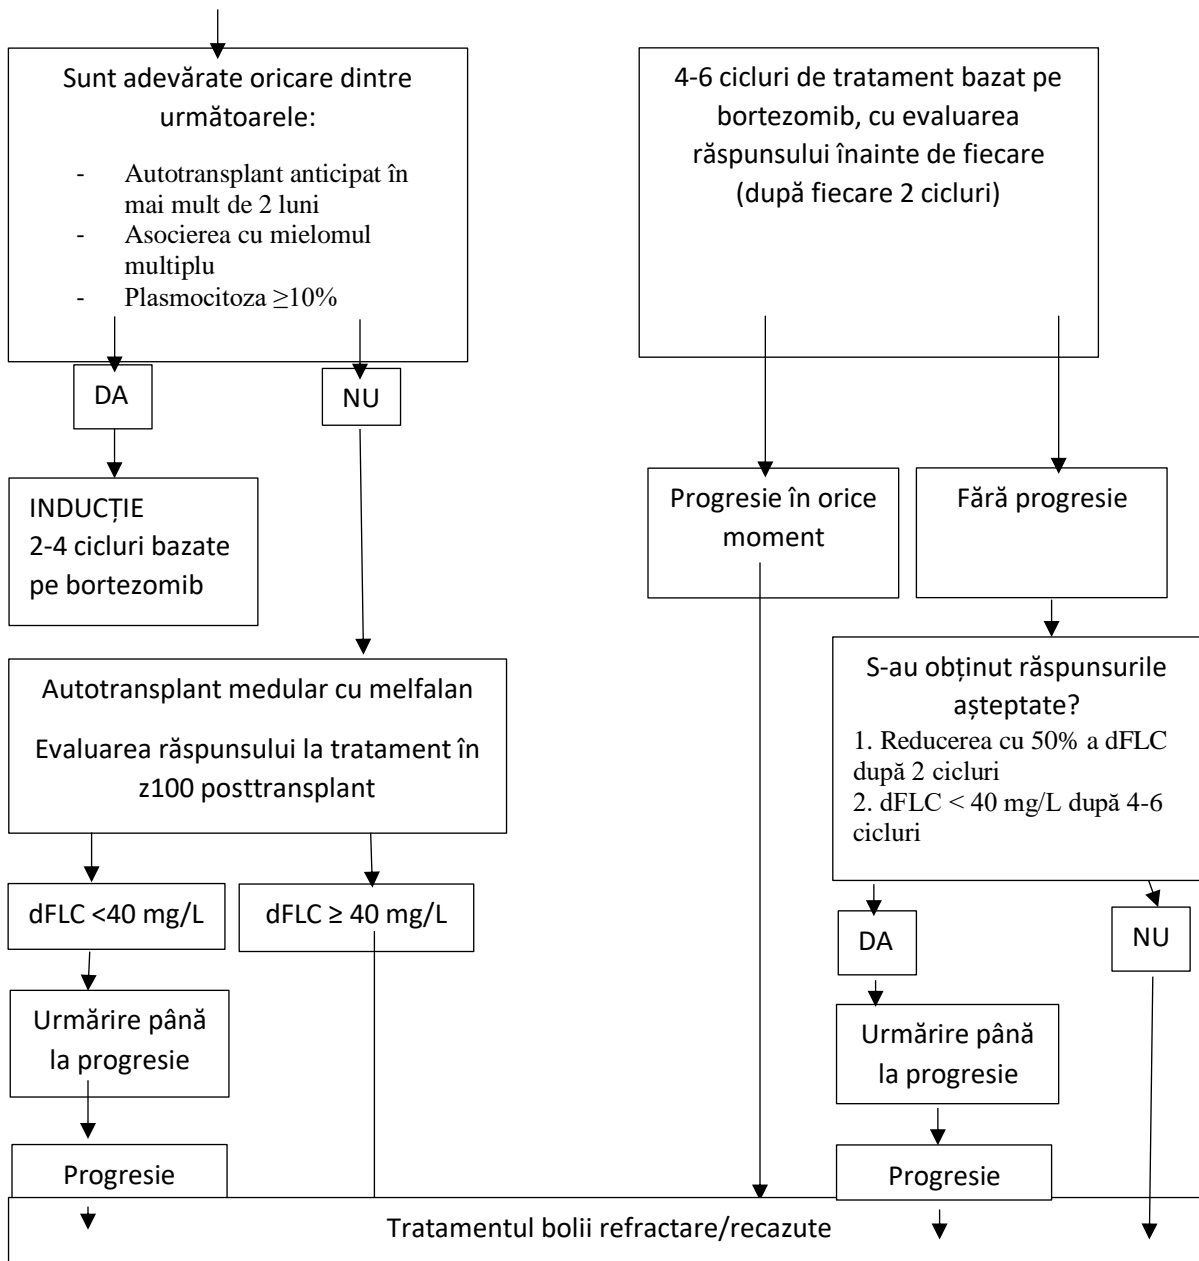 Sunt adevărate oricare dintre
următoarele:
- Autotransplant anticipat în
mai mult de 2 luni
- Asocierea cu mielomul
multiplu
- Plasmocitoza ≥10%
DA
NU
INDUCȚIE
2-4 cicluri bazate
pe bortezomib
Autotransplant medular cu melfalan
Evaluarea răspunsului la tratament în
z100 posttransplant
dFLC <40 mg/L
dFLC ≥ 40 mg/L
Urmărire până
la progresie
Progresie
4-6 cicluri de tratament bazat pe
bortezomib, cu evaluarea
răspunsului înainte de fiecare
(după fiecare 2 cicluri)
Progresie în orice
moment
Fără progresie
S-au obținut răspunsurile
așteptate?
1. Reducerea cu 50% a dFLC
după 2 cicluri
2. dFLC < 40 mg/L după 4-6
cicluri
DA
NU
Urmărire până
la progresie
Progresie
Tratamentul bolii refractare/recazute